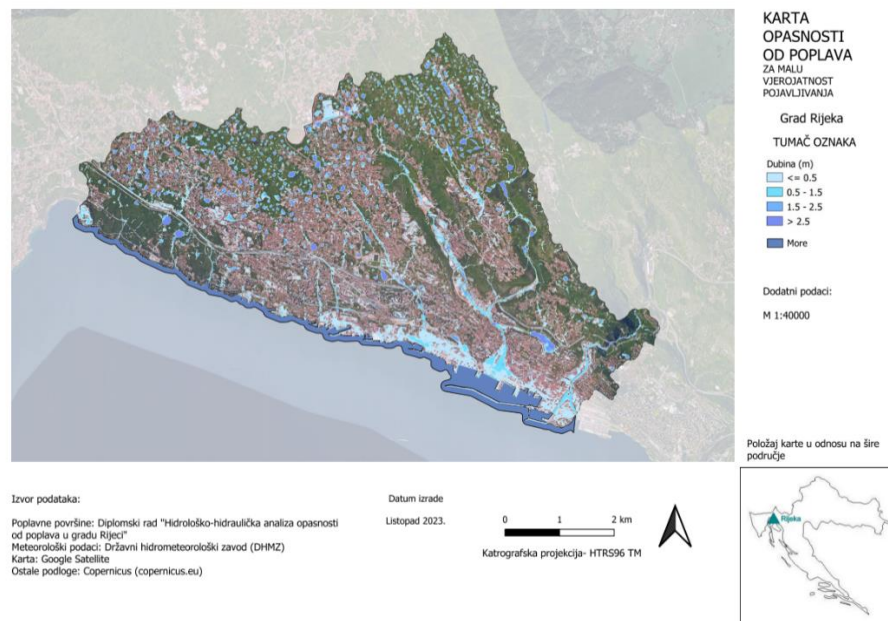 KARTA
OPASNOSTI
OD POPLAVA
ZA MALU
VJEROJATNOST
POJAVLJIVANJA
Grad Rijeka
TUMAČ OZNAKA
Dubina (m)
<= 0.5
0.5 - 1.5
1.5 - 2.5
> 2.5
More
Dodatni podaci:
M 1:40000
Položaj karte u odnosu na šire
područje
Rijeka
Izvor podataka:
Poplavne površine: Diplomski rad "Hidrološko-hidraulička analiza opasnosti
od poplava u gradu Rijeci"
Meteorološki podaci: Državni hidrometeorološki zavod (DHMZ)
Karta: Google Satellite
Ostale podloge: Copernicus (copernicus.eu)
Datum izrade
Listopad 2023.
0 1 2 km
Katrografska projekcija- HTRS96 TM